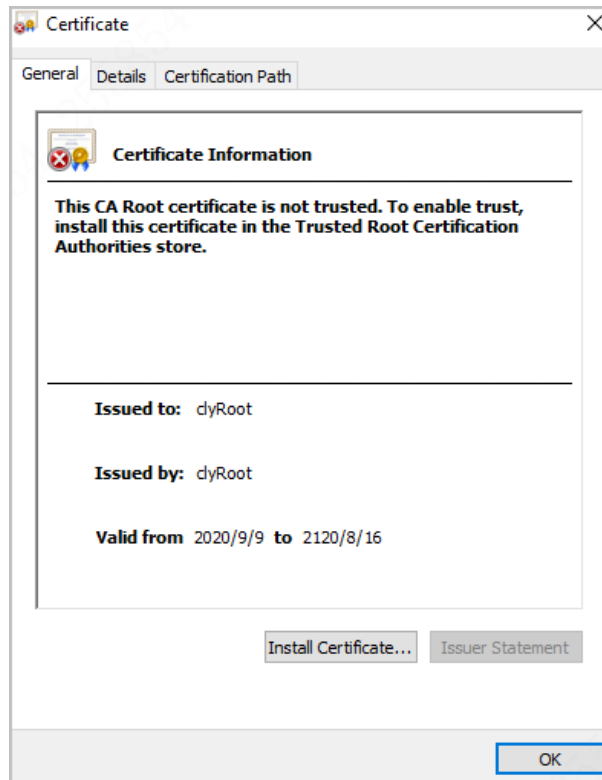 Certificate
General Details Certification Path
Certificate Information
This CA Root certificate is not trusted. To enable trust,
install this certificate in the Trusted Root Certification
Authorities store.
Issued to: clyRoot
Issued by: clyRoot
Valid from 2020/9/9 to 2120/8/16
Install Certificate... Issuer Statement
OK